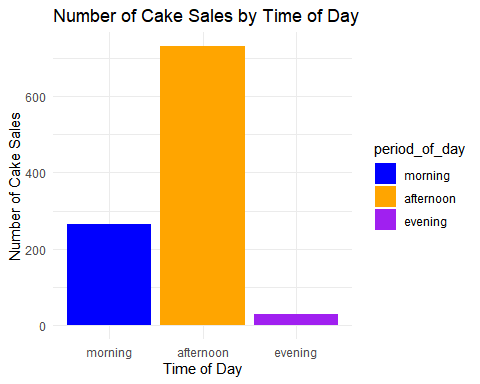 Number of Cake Sales by Time of Day
Number of Cake Sales
600
400
200
0
morning
afternoon
evening
Time of Day
period_of_day
morning
afternoon
evening